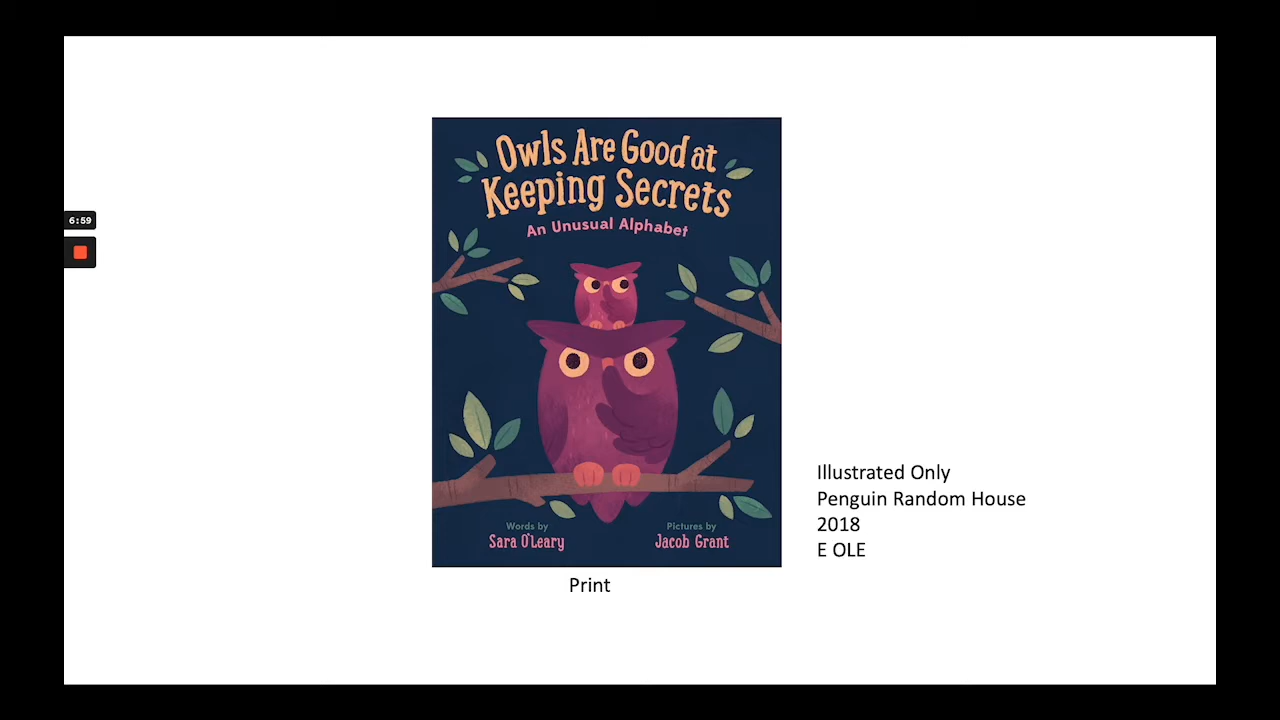 Owls Are Good at
Keeping Secrets
An Unusual Alphabet
6:59
Words by
Sara O'Leary
Pictures by
Jacob Grant
Print
Illustrated Only
Penguin Random House
2018
E OLE